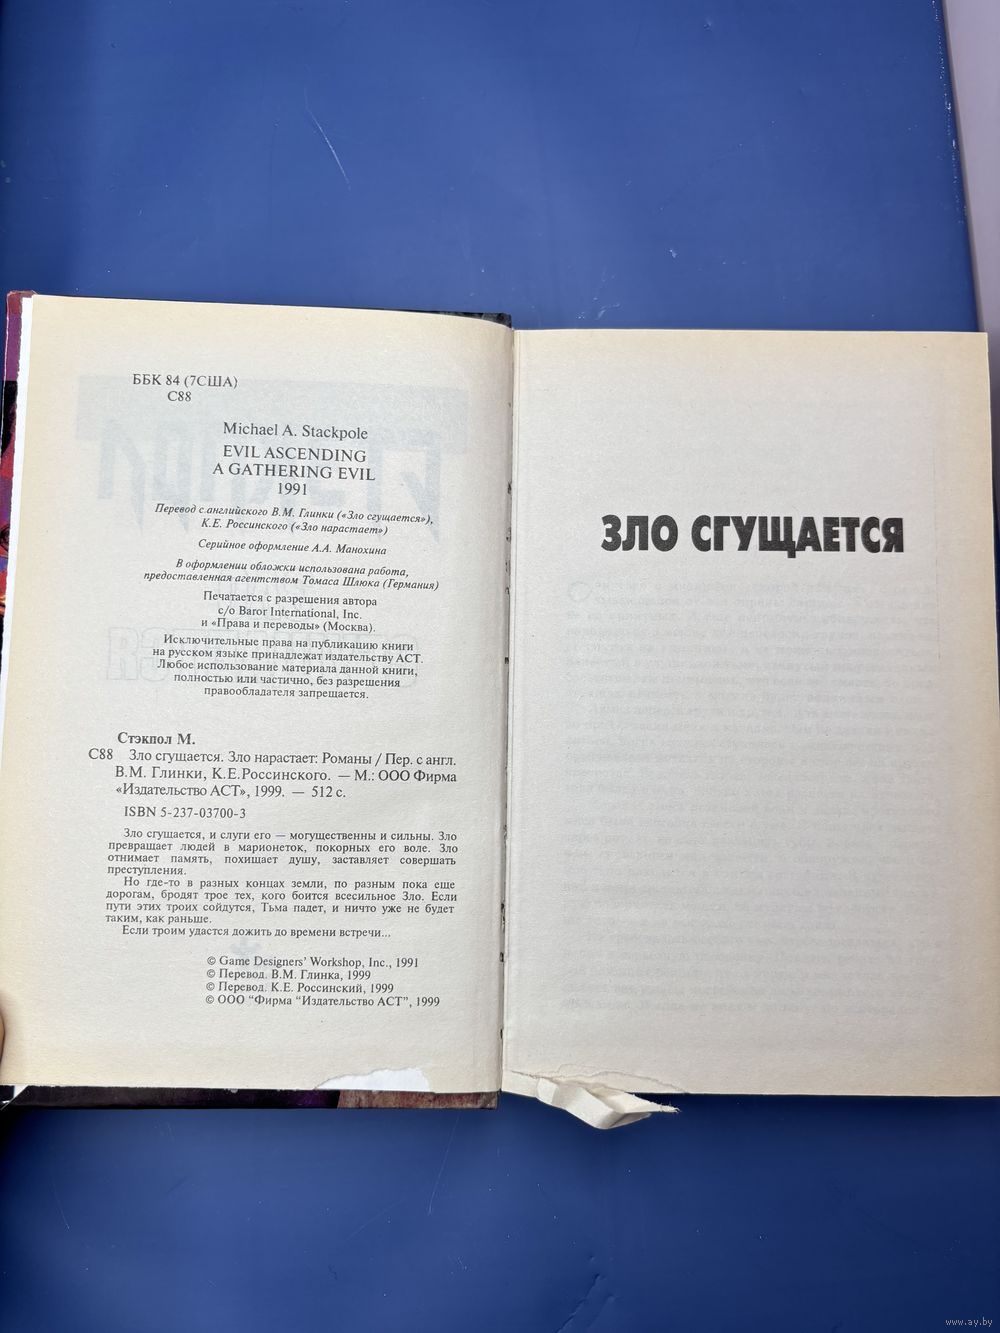 ББК 84 (7США)
С88
Michael A. Stackpole
EVIL ASCENDING
A GATHERING EVIL
1991
Перевод с английского В.М. Глинки («Зло сгущается»),
К.Е. Россинского («Зло нарастает»)
Серийное оформление А.А. Манохина
В оформлении обложки использована работа,
предоставленная агентством Томаса Шлюка (Германия)
Печатается с разрешения автора
c/o Baror International, Inc.
и «Права и переводы» (Москва).
Исключительные права на публикацию книги
на русском языке принадлежат издательству АСТ.
Любое использование материала данной книги,
полностью или частично, без разрешения
правообладателя запрещается.
Стэкпол М.
С88 Зло сгущается. Зло нарастает: Романы / Пер. с англ.
В.М. Глинки, К.Е.Россинского. — М.: ООО Фирма
«Издательство АСТ», 1999. — 512 с.
ISBN 5-237-03700-3
Зло сгущается, и слуги его — могущественны и сильны. Зло
превращает людей в марионеток, покорных его воле. Зло
отнимает память, похищает душу, заставляет совершать
преступления.
Но где-то в разных концах земли, по разным пока еще
дорогам, бродят трое тех, кого боится всесильное Зло. Если
пути этих троих сойдутся, Тьма падет, и ничто уже не будет
таким, как раньше.
Если троим удастся дожить до времени встречи...
© Game Designers' Workshop, Inc., 1991
© Перевод. В.М. Глинка, 1999
© Перевод. К.Е. Россинский, 1999
© ООО "Фирма "Издательство АСТ", 1999
ЗЛО СГУЩАЕТСЯ
www.ay.by